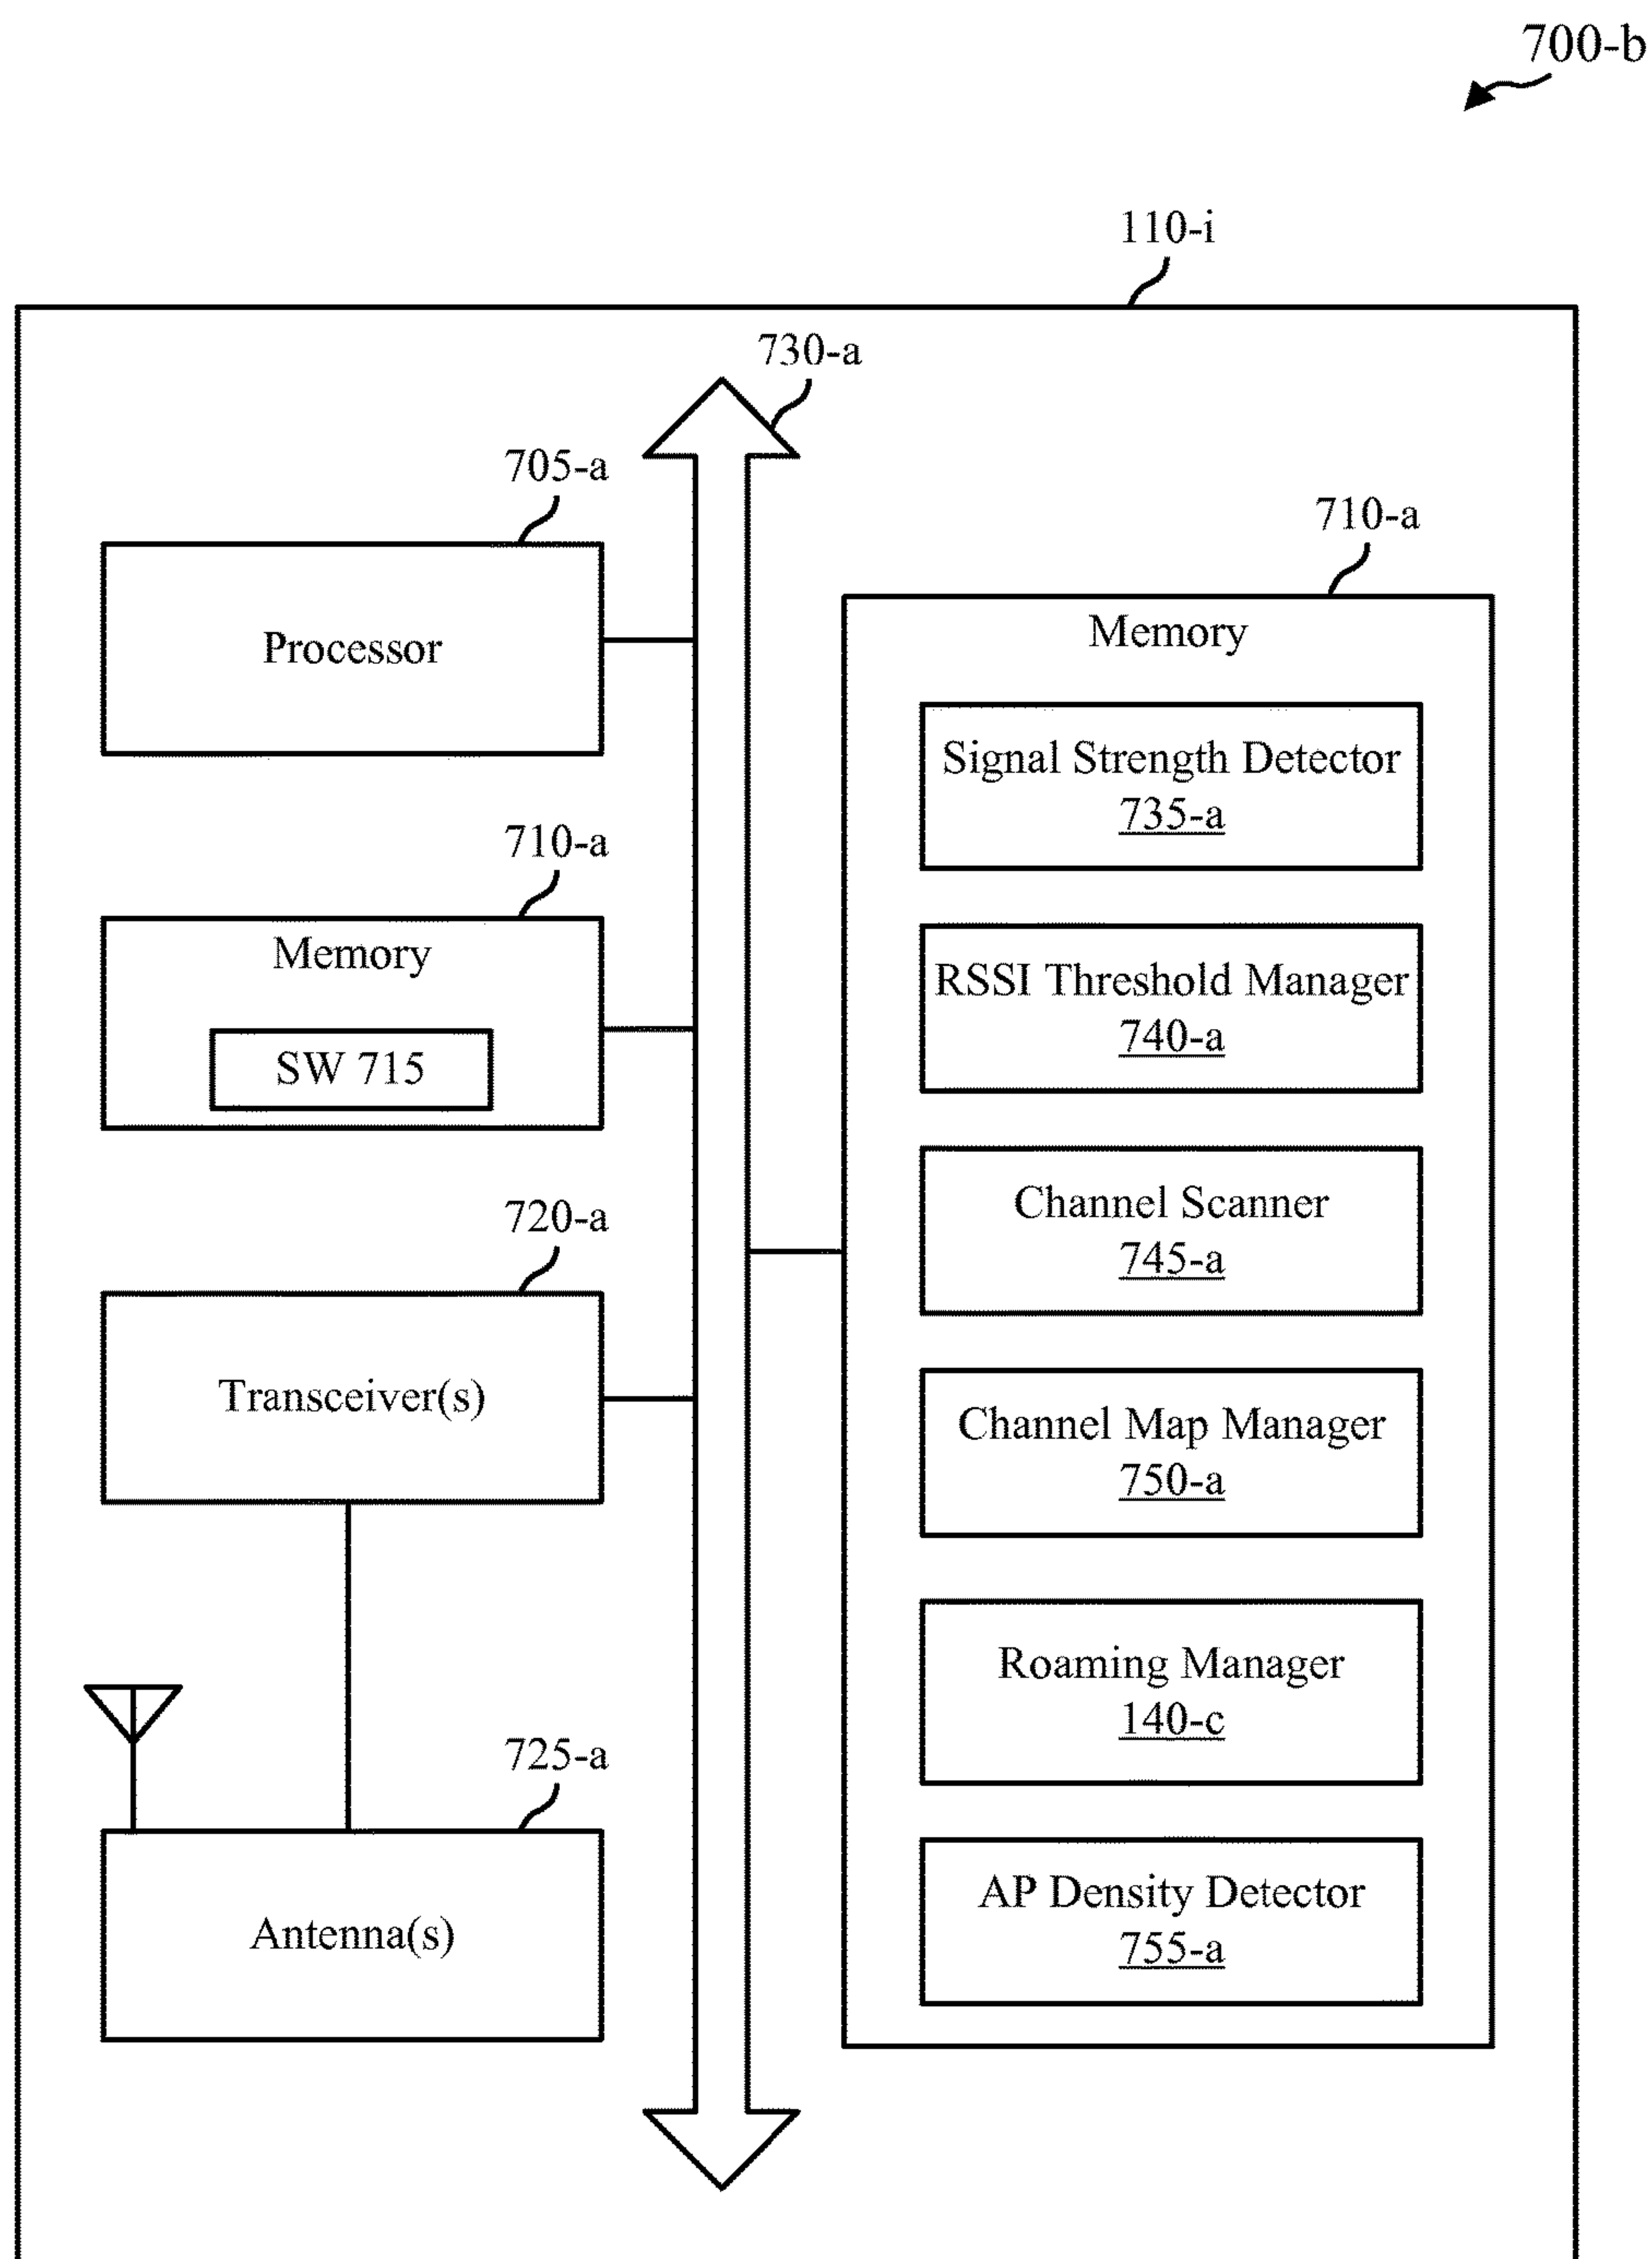 700-b
110-i
730-a
705-a
Processor
710-a
Memory
SW 715
720-a
Transceiver(s)
725-a
Antenna(s)
710-a
Memory
Signal Strength Detector
735-a
RSSI Threshold Manager
740-a
Channel Scanner
745-a
Channel Map Manager
750-a
Roaming Manager
140-c
AP Density Detector
755-a